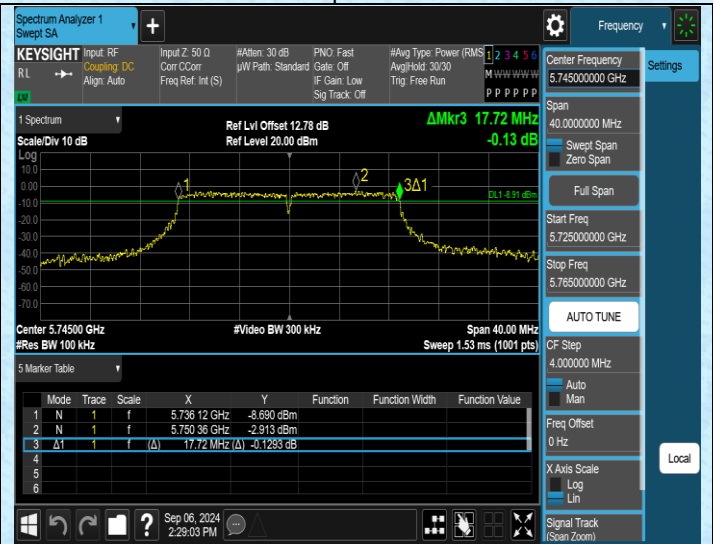 Spectrum Analyzer 1
Swept SA
+
Frequency
KEYSIGHT
RL
LXI
Input: RF
Coupling: DC
Align: Auto
Input Z: 50 Ω
Corr CCorr
Freq Ref: Int (S)
#Atten: 30 dB
µW Path: Standard
PNO: Fast
Gate: Off
IF Gain: Low
Sig Track: Off
#Avg Type: Power (RMS
Avg|Hold: 30/30
Trig: Free Run
1 2 3 4 5 6
M W W W W W
P P P P P P
1 Spectrum
Scale/Div 10 dB
Ref Lvl Offset 12.78 dB
Ref Level 20.00 dBm
ΔMkr3 17.72 MHz
-0.13 dB
Log
10.0
0.00
-10.0
-20.0
-30.0
-40.0
-50.0
-60.0
-70.0
1
2
3Δ1
DL1 -8.91 dBm
Center 5.74500 GHz
#Res BW 100 kHz
#Video BW 300 kHz
Span 40.00 MHz
Sweep 1.53 ms (1001 pts)
5 Marker Table
Mode Trace Scale X Y Function Function Width Function Value
1 N 1 f 5.736 12 GHz -8.690 dBm
2 N 1 f 5.750 36 GHz -2.913 dBm
3 Δ1 1 f (Δ) 17.72 MHz (Δ) -0.1293 dB
4
5
6
?
Sep 06, 2024
2:29:03 PM
Center Frequency
5.745000000 GHz
Settings
Span
40.0000000 MHz
Swept Span
Zero Span
Full Span
Start Freq
5.725000000 GHz
Stop Freq
5.765000000 GHz
AUTO TUNE
CF Step
4.000000 MHz
Auto
Man
Freq Offset
0 Hz
X Axis Scale
Log
Lin
Local
Signal Track
(Span Zoom)